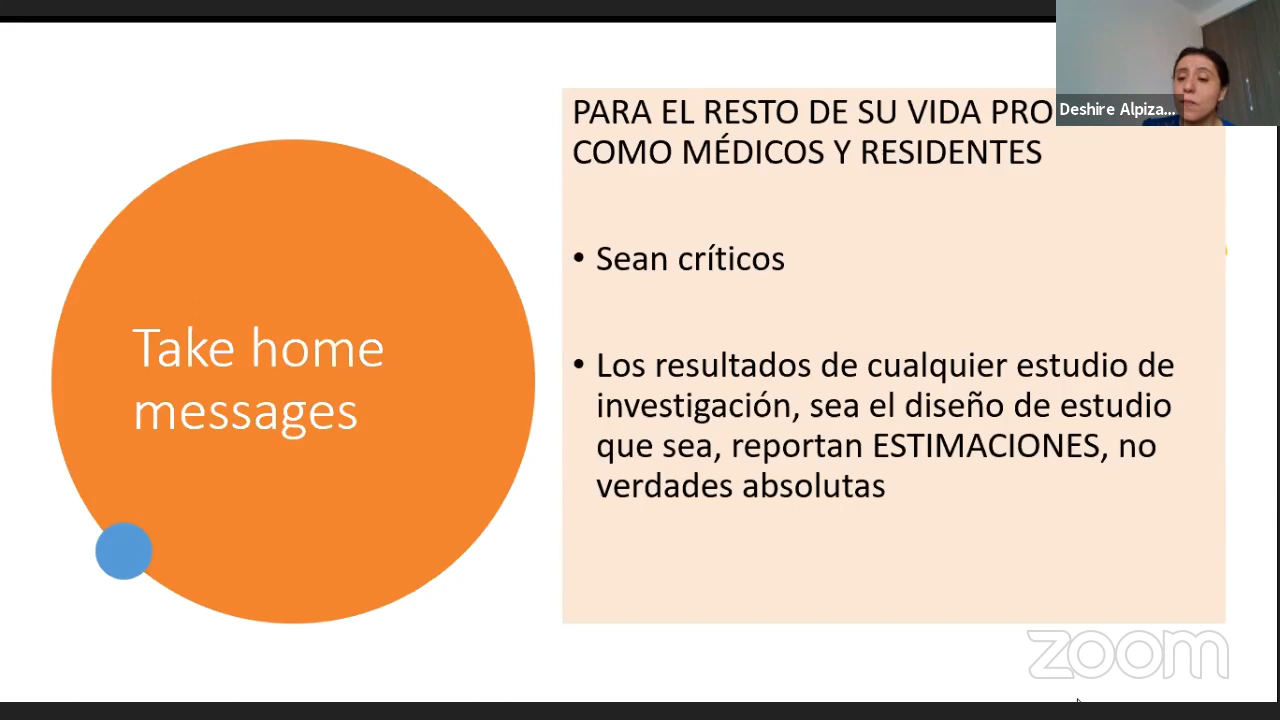 Take home
messages
PARA EL RESTO DE SU VIDA PRO
COMO MÉDICOS Y RESIDENTES
• Sean críticos
• Los resultados de cualquier estudio de
investigación, sea el diseño de estudio
que sea, reportan ESTIMACIONES, no
verdades absolutas
Deshire Alpiza...
zoom